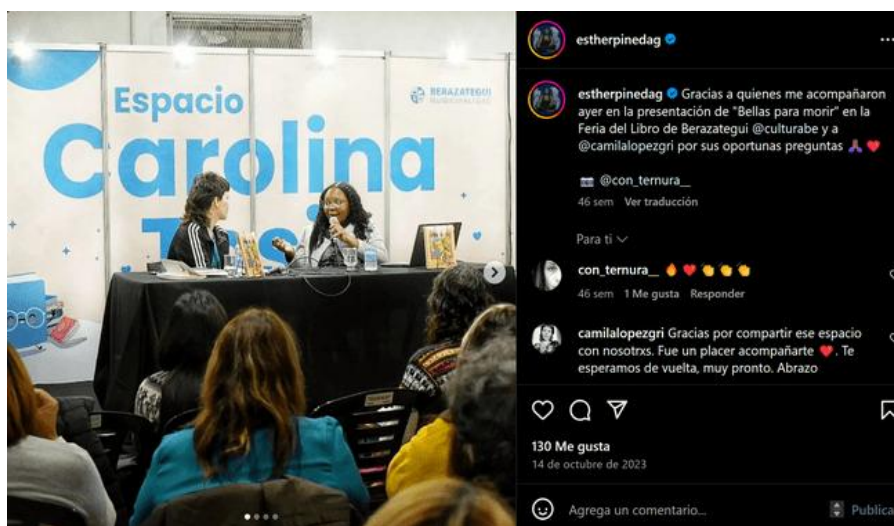 Espacio
Carolina
BERAZATEGUI
MUNICIPALIDAD
estherpinedag
estherpinedag Gracias a quienes me acompañaron
ayer en la presentación de "Bellas para morir" en la
Feria del Libro de Berazategui @culturabe y a
@camilalopezgri por sus oportunas preguntas 🙏🏾 ❤️
📷 @con_ternura__
46 sem Ver traducción
Para ti
con_ternura__ 🔥 ❤️ 👏 👏 👏
46 sem 1 Me gusta Responder
camilalopezgri Gracias por compartir ese espacio
con nosotrxs. Fue un placer acompañarte ❤️. Te
esperamos de vuelta, muy pronto. Abrazo
130 Me gusta
14 de octubre de 2023
Agrega un comentario...
Publica